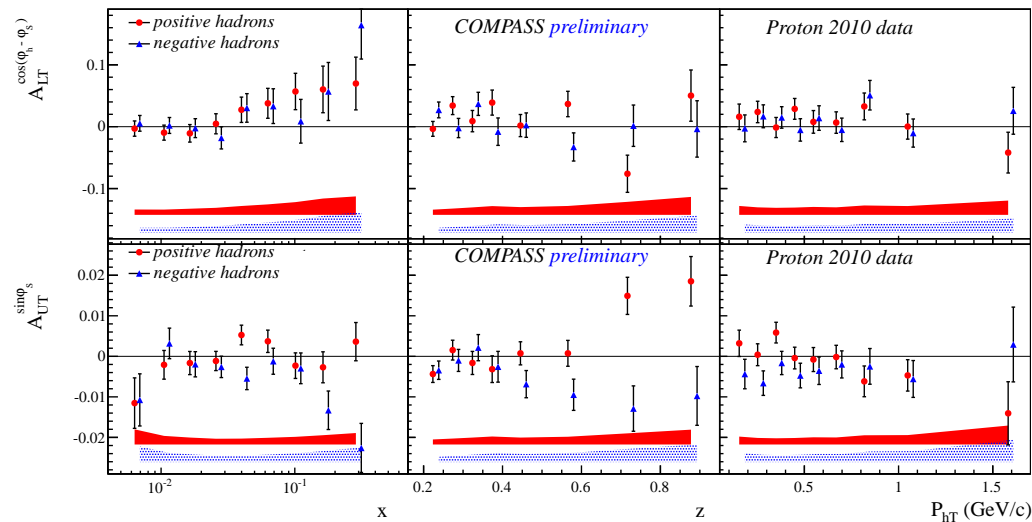 positive hadrons
negative hadrons
COMPASS preliminary
Proton 2010 data
A_LT^cos(φ_h - φ_s)
0.1
0
-0.1
positive hadrons
negative hadrons
COMPASS preliminary
Proton 2010 data
A_UT^sinφ_s
0.02
0.01
0
-0.01
-0.02
10^-2 10^-1 0.2 0.4 0.6 0.8 0.5 1 1.5
x z P_hT (GeV/c)